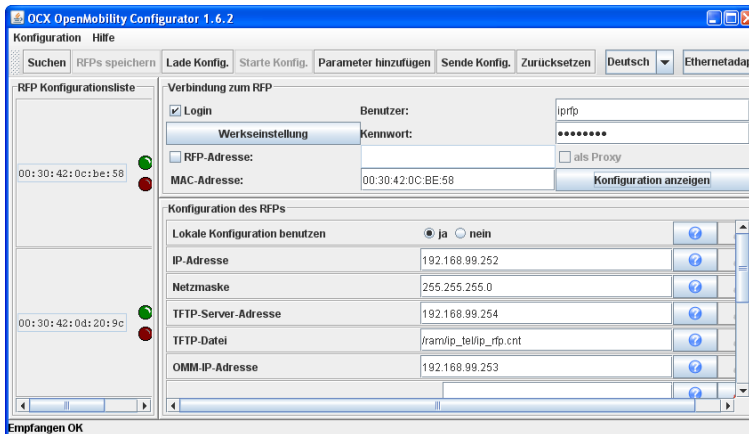 OCX OpenMobility Configurator 1.6.2
Konfiguration Hilfe
Suchen RFPs speichern Lade Konfig. Starte Konfig. Parameter hinzufügen Sende Konfig. Zurücksetzen Deutsch Ethernetadap
RFP Konfigurationsliste
00:30:42:0c:be:58
00:30:42:0d:20:9c
Verbindung zum RFP
Login Benutzer: iprfp
Werkseinstellung Kennwort: ••••••••
RFP-Adresse: als Proxy
MAC-Adresse: 00:30:42:0C:BE:58 Konfiguration anzeigen
Konfiguration des RFPs
Lokale Konfiguration benutzen ja nein
IP-Adresse 192.168.99.252
Netzmaske 255.255.255.0
TFTP-Server-Adresse 192.168.99.254
TFTP-Datei /ram/ip_tel/ip_rfp.cnt
OMM-IP-Adresse 192.168.99.253
Empfangen OK